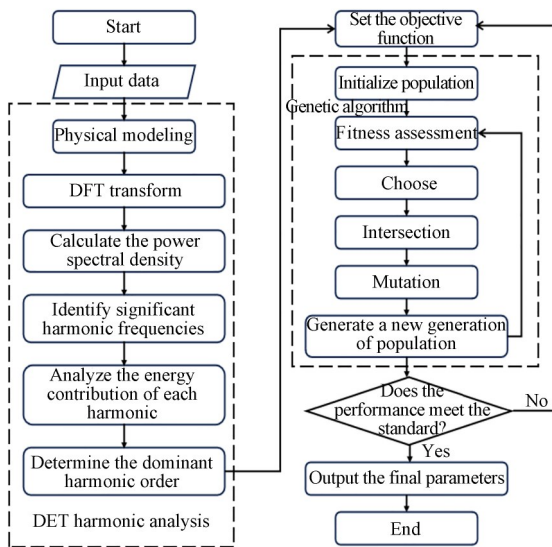 Start
Input data
Physical modeling
DFT transform
Calculate the power
spectral density
Identify significant
harmonic frequencies
Analyze the energy
contribution of each
harmonic
Determine the dominant
harmonic order
DET harmonic analysis
Set the objective
function
Initialize population
Genetic algorithm
Fitness assessment
Choose
Intersection
Mutation
Generate a new generation
of population
Does the
performance meet the
standard?
No
Yes
Output the final parameters
End